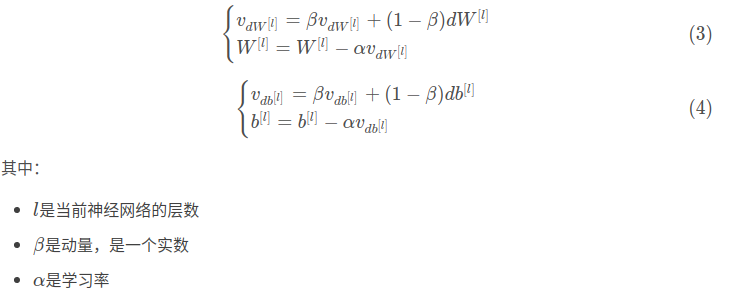 v_{dW^{[l]}} = βv_{dW^{[l]}} + (1 − β)dW^{[l]}
W^{[l]} = W^{[l]} − αv_{dW^{[l]}}
(3)
v_{db^{[l]}} = βv_{db^{[l]}} + (1 − β)db^{[l]}
b^{[l]} = b^{[l]} − αv_{db^{[l]}}
(4)
其中：
• l是当前神经网络的层数
• β是动量，是一个实数
• α是学习率